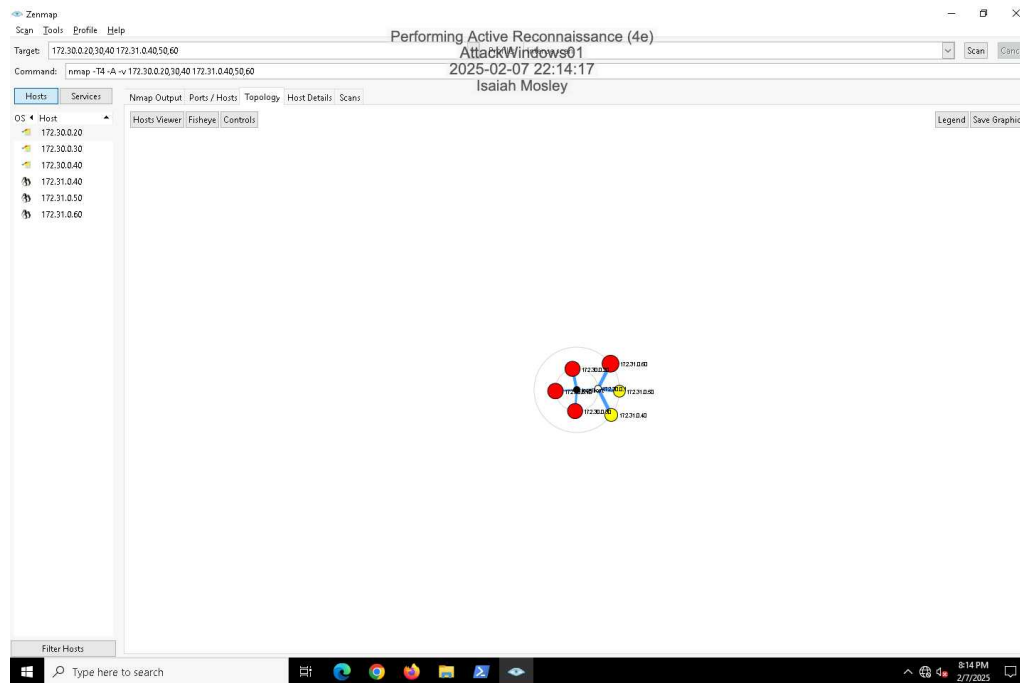 Zenmap
Scan Tools Profile Help
Performing Active Reconnaissance (4e)
AttackWindows01
2025-02-07 22:14:17
Isaiah Mosley
Target: 172.30.0.20,30,40 172.31.0.40,50,60
Scan
Command: nmap -T4 -A -v 172.30.0.20,30,40 172.31.0.40,50,60
Hosts Services
Nmap Output Ports / Hosts Topology Host Details Scans
OS Host
Hosts Viewer Fisheye Controls
Legend Save Graphic
172.30.0.20
172.30.0.30
172.30.0.40
172.31.0.40
172.31.0.50
172.31.0.60
172.31.0.60
172.31.0.50
172.31.0.40
Filter Hosts
Type here to search
8:14 PM
2/7/2025